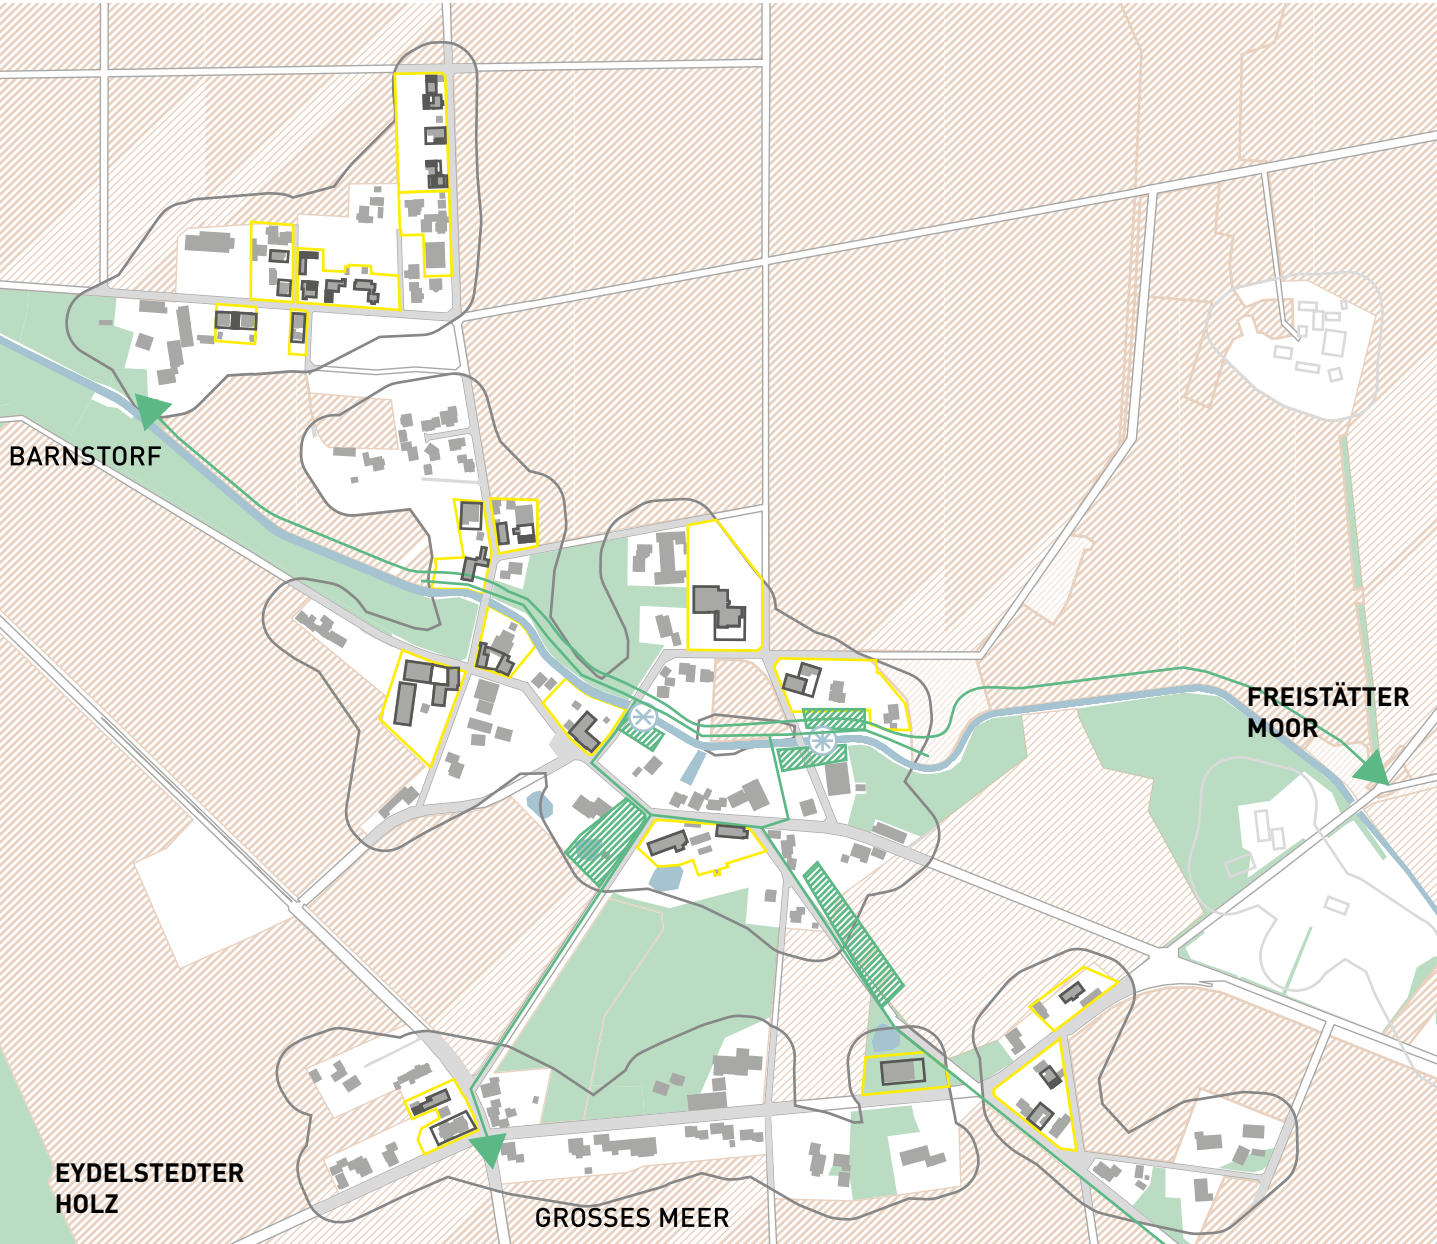 BARNSTORF
FREISTÄTTER
MOOR
EYDELSTEDTER
HOLZ
GROSSES MEER